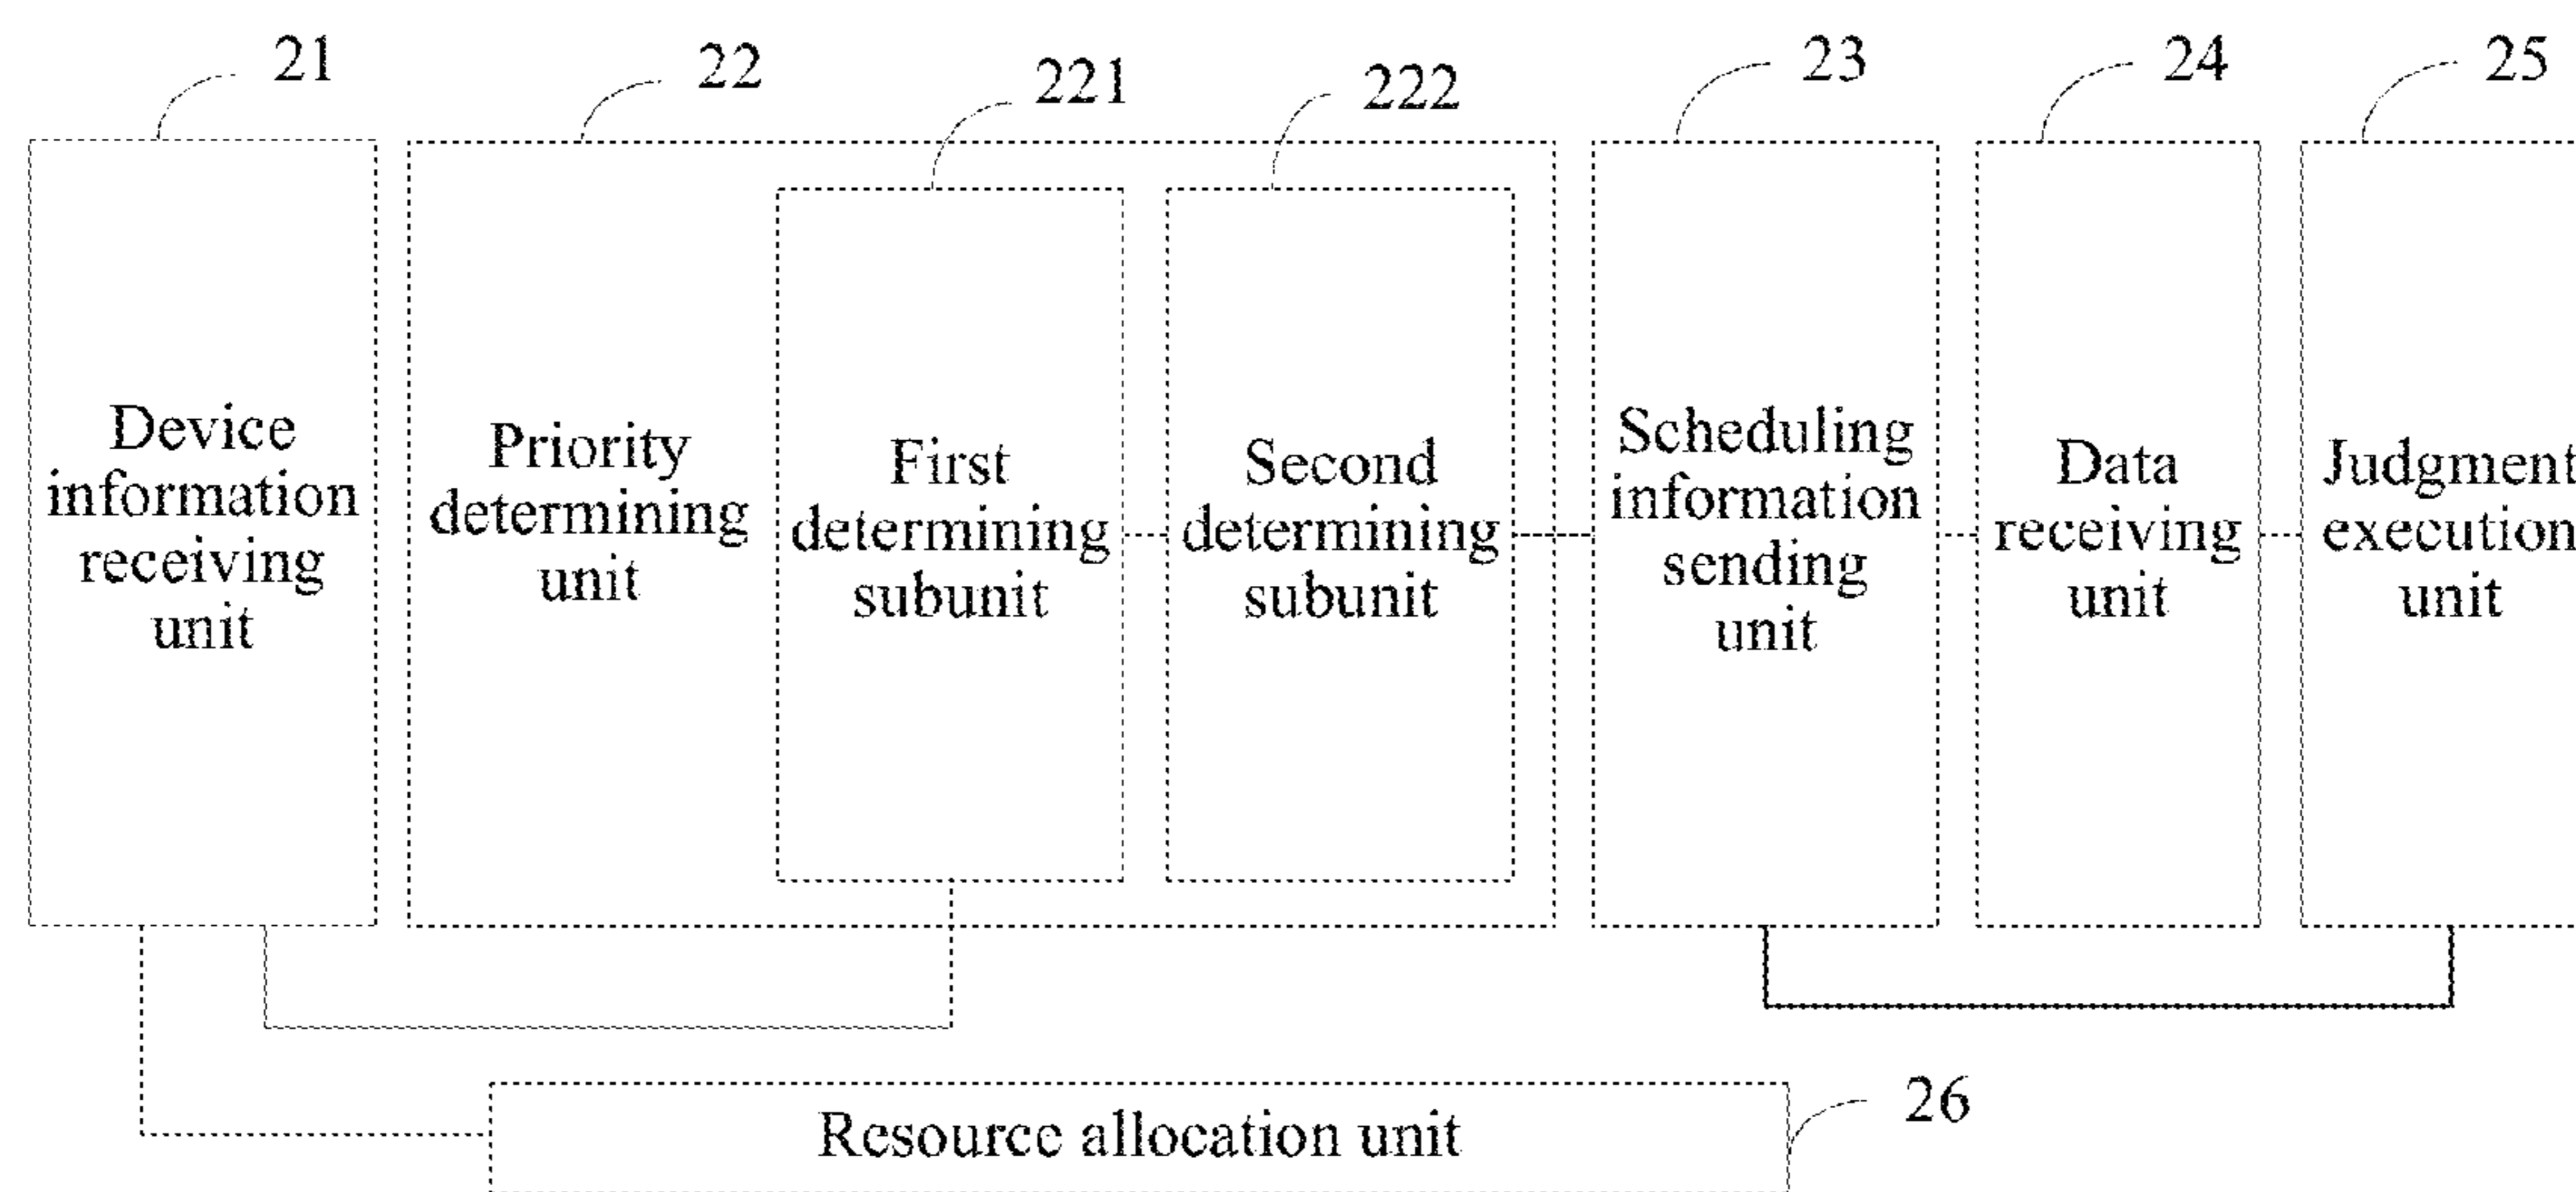 21
22
221
222
23
24
25
Device
information
receiving
unit
Priority
determining
unit
First
determining
subunit
Second
determining
subunit
Scheduling
information
sending
unit
Data
receiving
unit
Judgment
execution
unit
26
Resource allocation unit